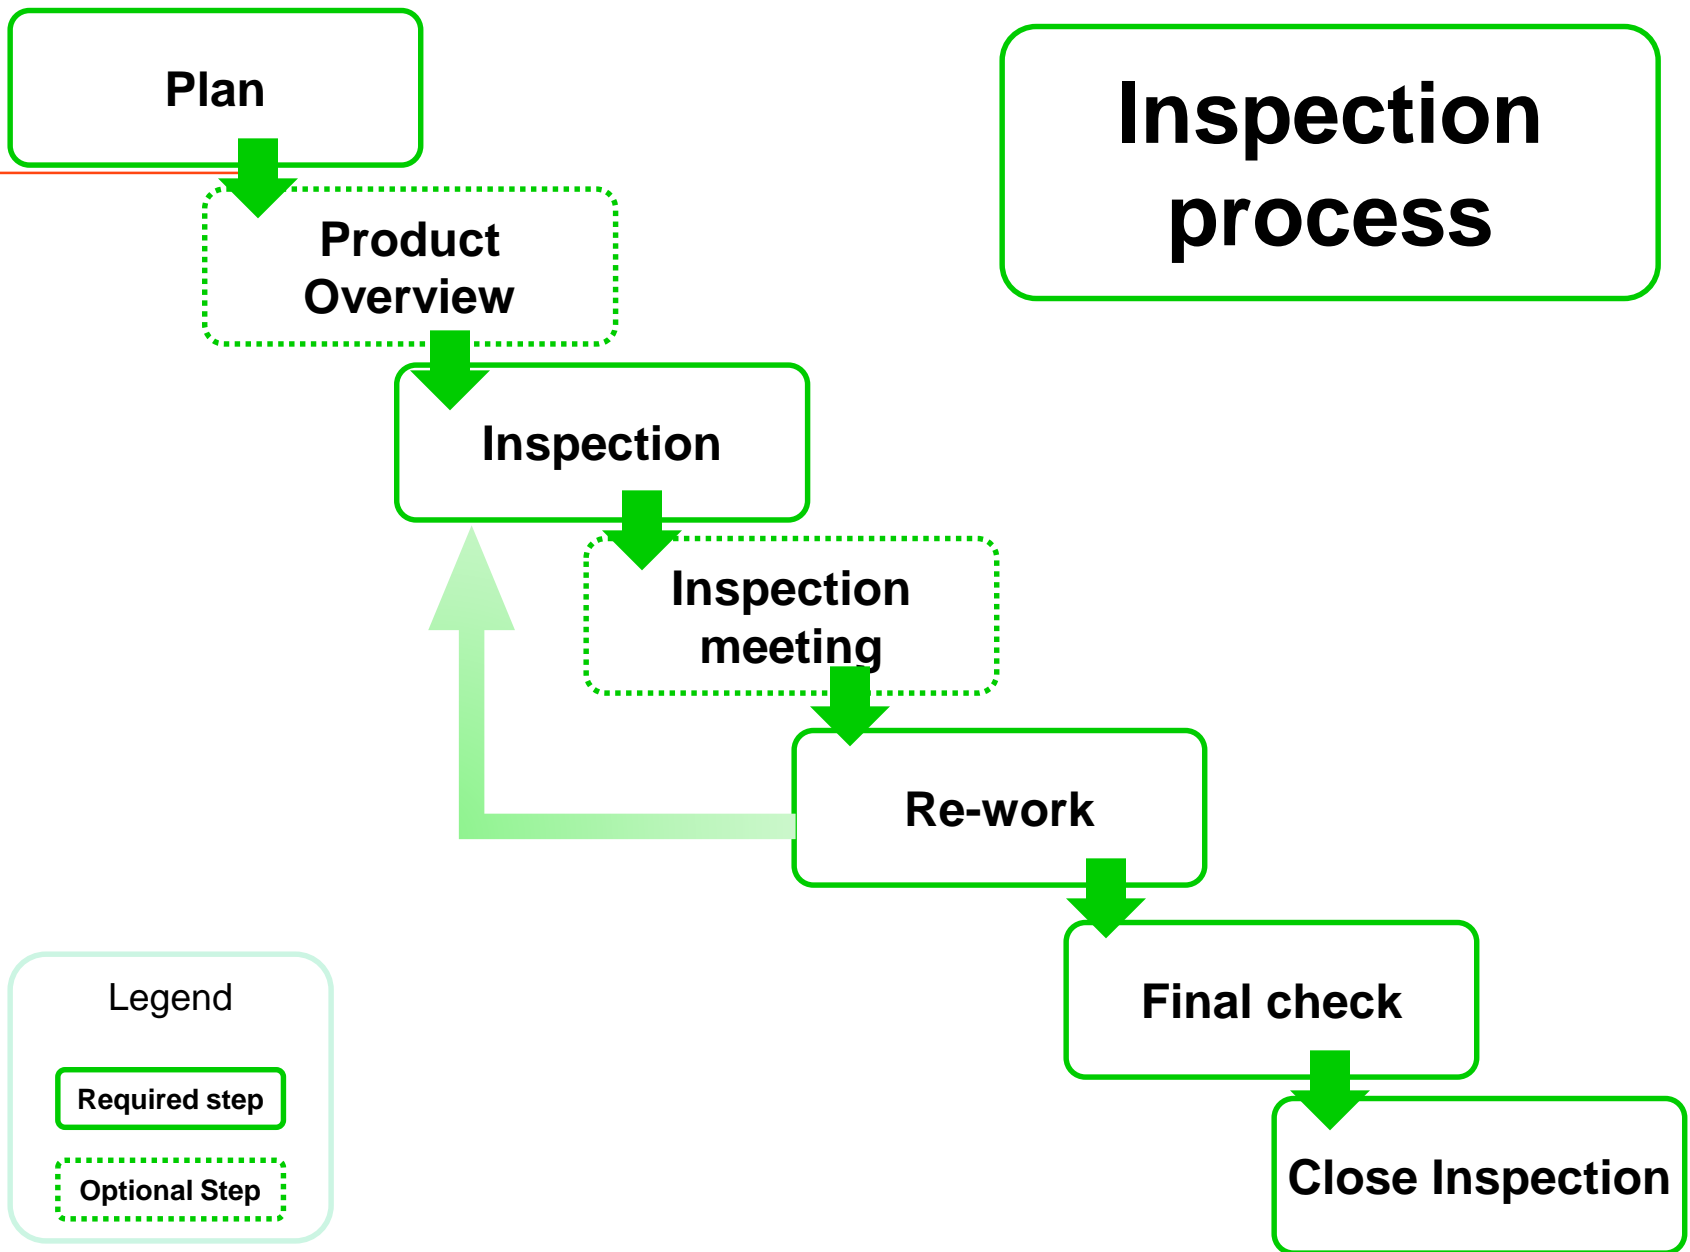 Plan
Inspection
process
Product
Overview
Inspection
Inspection
meeting
Re-work
Final check
Close Inspection
Legend
Required step
Optional Step